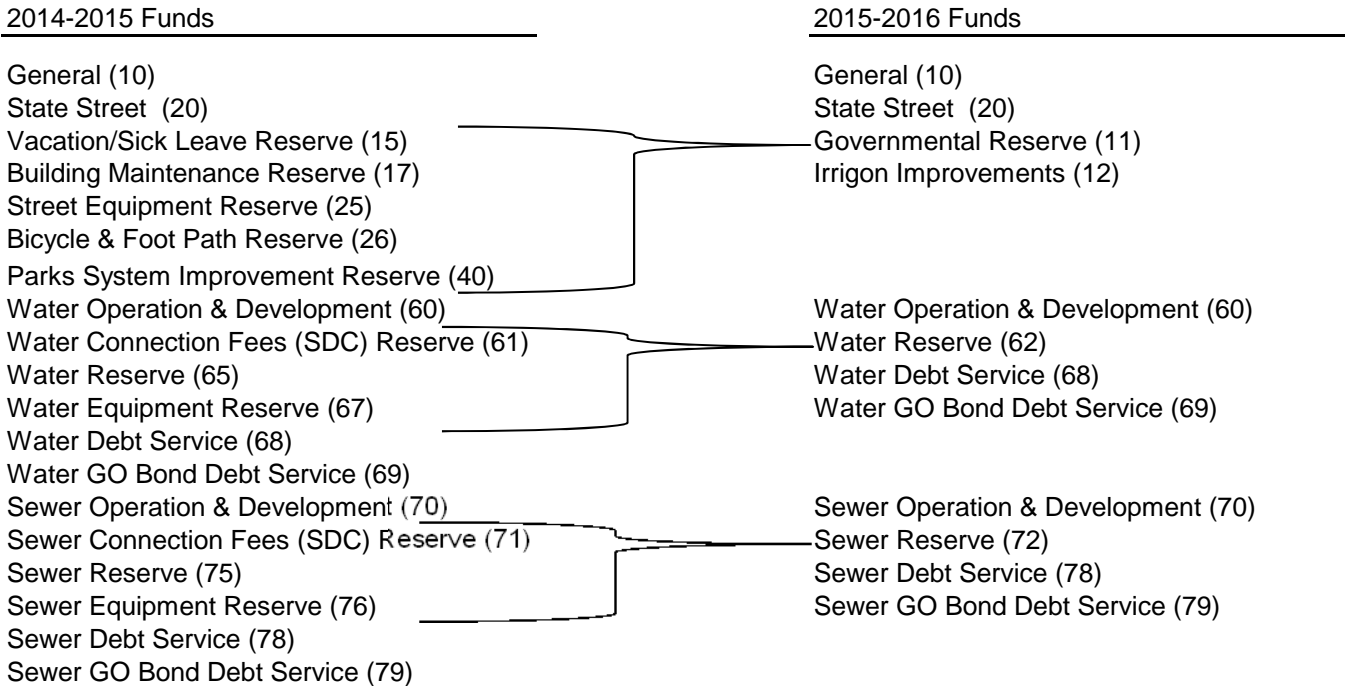 2014-2015 Funds
2015-2016 Funds
General (10)
State Street  (20)
Vacation/Sick Leave Reserve (15)
Building Maintenance Reserve (17)
Street Equipment Reserve (25)
Bicycle & Foot Path Reserve (26)
Parks System Improvement Reserve (40)
Water Operation & Development (60)
Water Connection Fees (SDC) Reserve (61)
Water Reserve (65)
Water Equipment Reserve (67)
Water Debt Service (68)
Water GO Bond Debt Service (69)
Sewer Operation & Development (70)
Sewer Connection Fees (SDC) Reserve (71)
Sewer Reserve (75)
Sewer Equipment Reserve (76)
Sewer Debt Service (78)
Sewer GO Bond Debt Service (79)
General (10)
State Street  (20)
Governmental Reserve (11)
Irrigon Improvements (12)
Water Operation & Development (60)
Water Reserve (62)
Water Debt Service (68)
Water GO Bond Debt Service (69)
Sewer Operation & Development (70)
Sewer Reserve (72)
Sewer Debt Service (78)
Sewer GO Bond Debt Service (79)